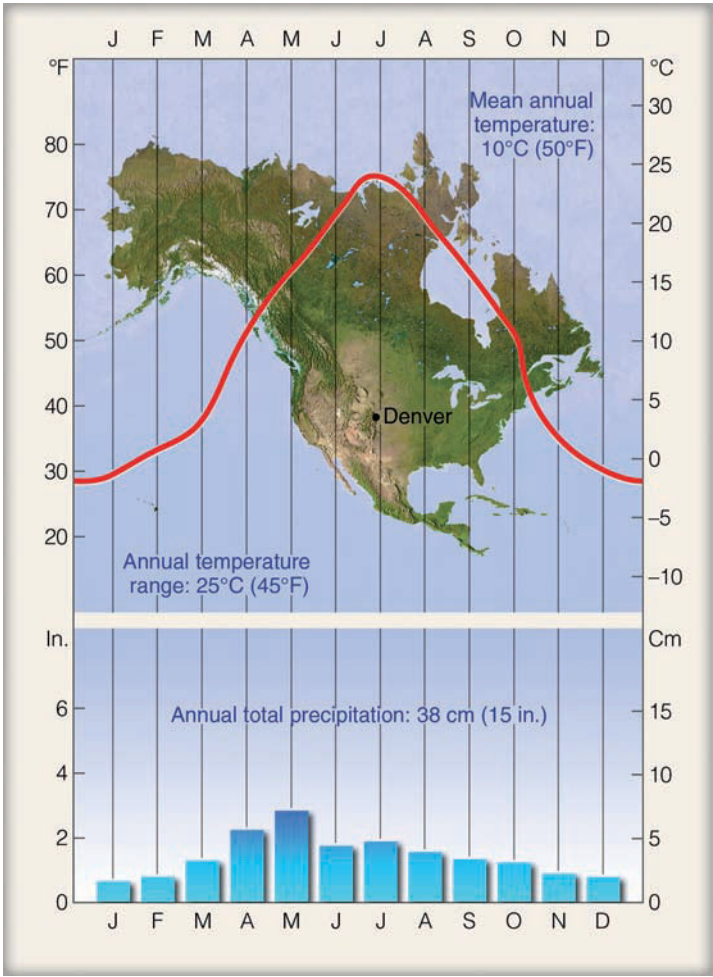 J F M A M J J A S O N D
°F °C
Mean annual
temperature:
10°C (50°F)
30
80
25
70
20
60
15
50
10
40
5
Denver
30
0
20
–5
–10
Annual temperature
range: 25°C (45°F)
In. Cm
Annual total precipitation: 38 cm (15 in.)
6 15
4 10
2 5
0 0
J F M A M J J A S O N D